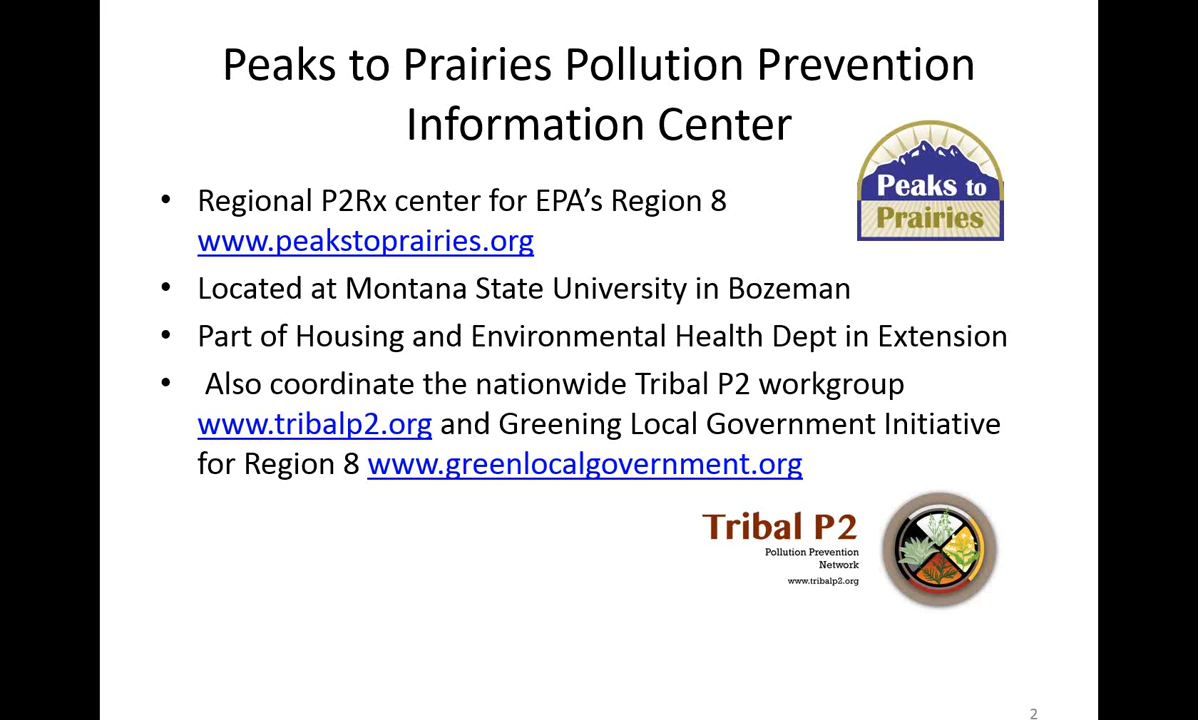 Peaks to Prairies Pollution Prevention
Information Center
Peaks to
Prairies
• Regional P2Rx center for EPA’s Region 8
www.peakstoprairies.org
• Located at Montana State University in Bozeman
• Part of Housing and Environmental Health Dept in Extension
• Also coordinate the nationwide Tribal P2 workgroup
www.tribalp2.org and Greening Local Government Initiative
for Region 8 www.greenlocalgovernment.org
Tribal P2
Pollution Prevention
Network
www.tribalp2.org
2